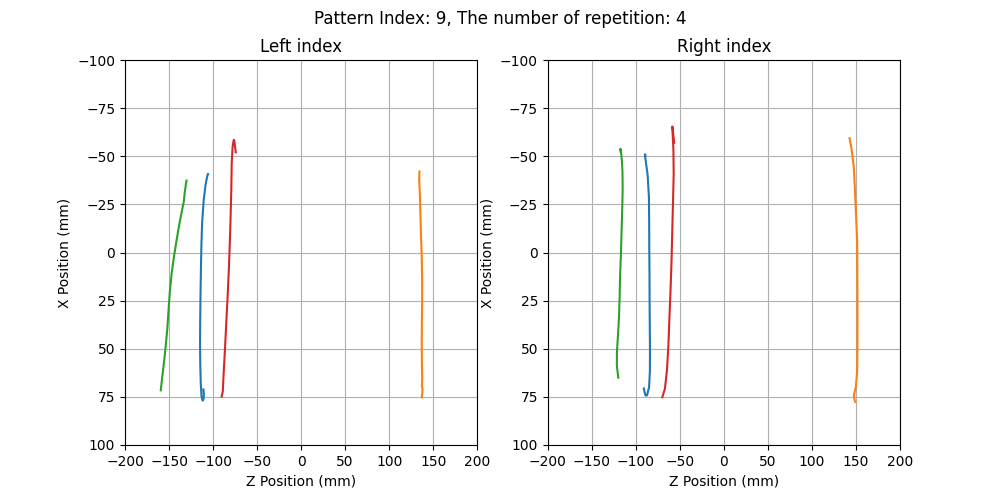 Pattern Index: 9, The number of repetition: 4
Left index
Right index
−100
−75
−50
−25
0
25
50
75
100
X Position (mm)
−200 −150 −100 −50 0 50 100 150 200
Z Position (mm)
−100
−75
−50
−25
0
25
50
75
100
X Position (mm)
−200 −150 −100 −50 0 50 100 150 200
Z Position (mm)